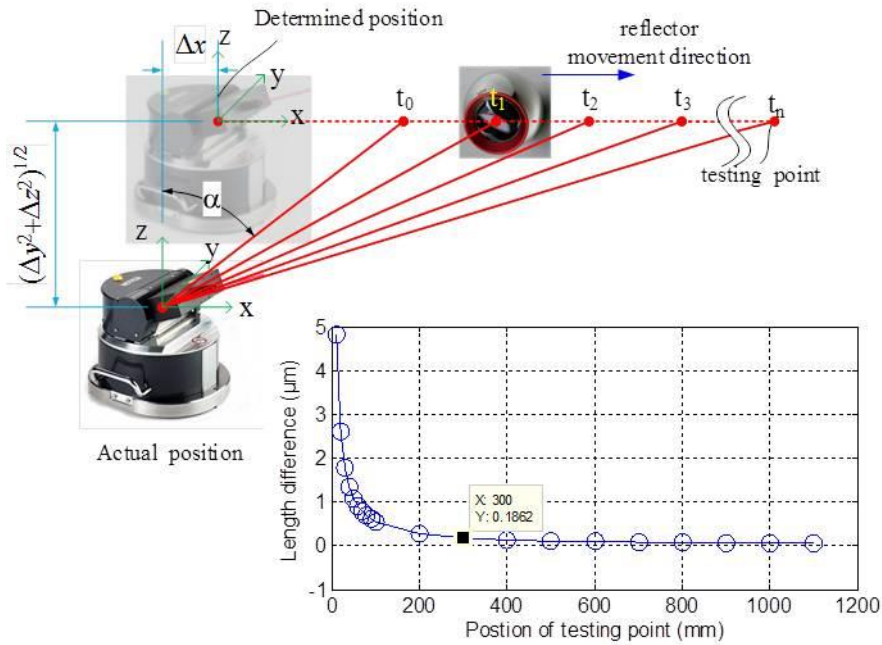 Determined position
Δx
z
y
x
reflector
movement direction
t₀
t₁
t₂
t₃
tₙ
testing
point
(Δy²+Δz²)^1/2
α
z
y
x
Actual position
Length difference (μm)
5
4
3
2
1
0
-1
X: 300
Y: 0.1862
0
200
400
600
800
1000
1200
Postion of testing point (mm)